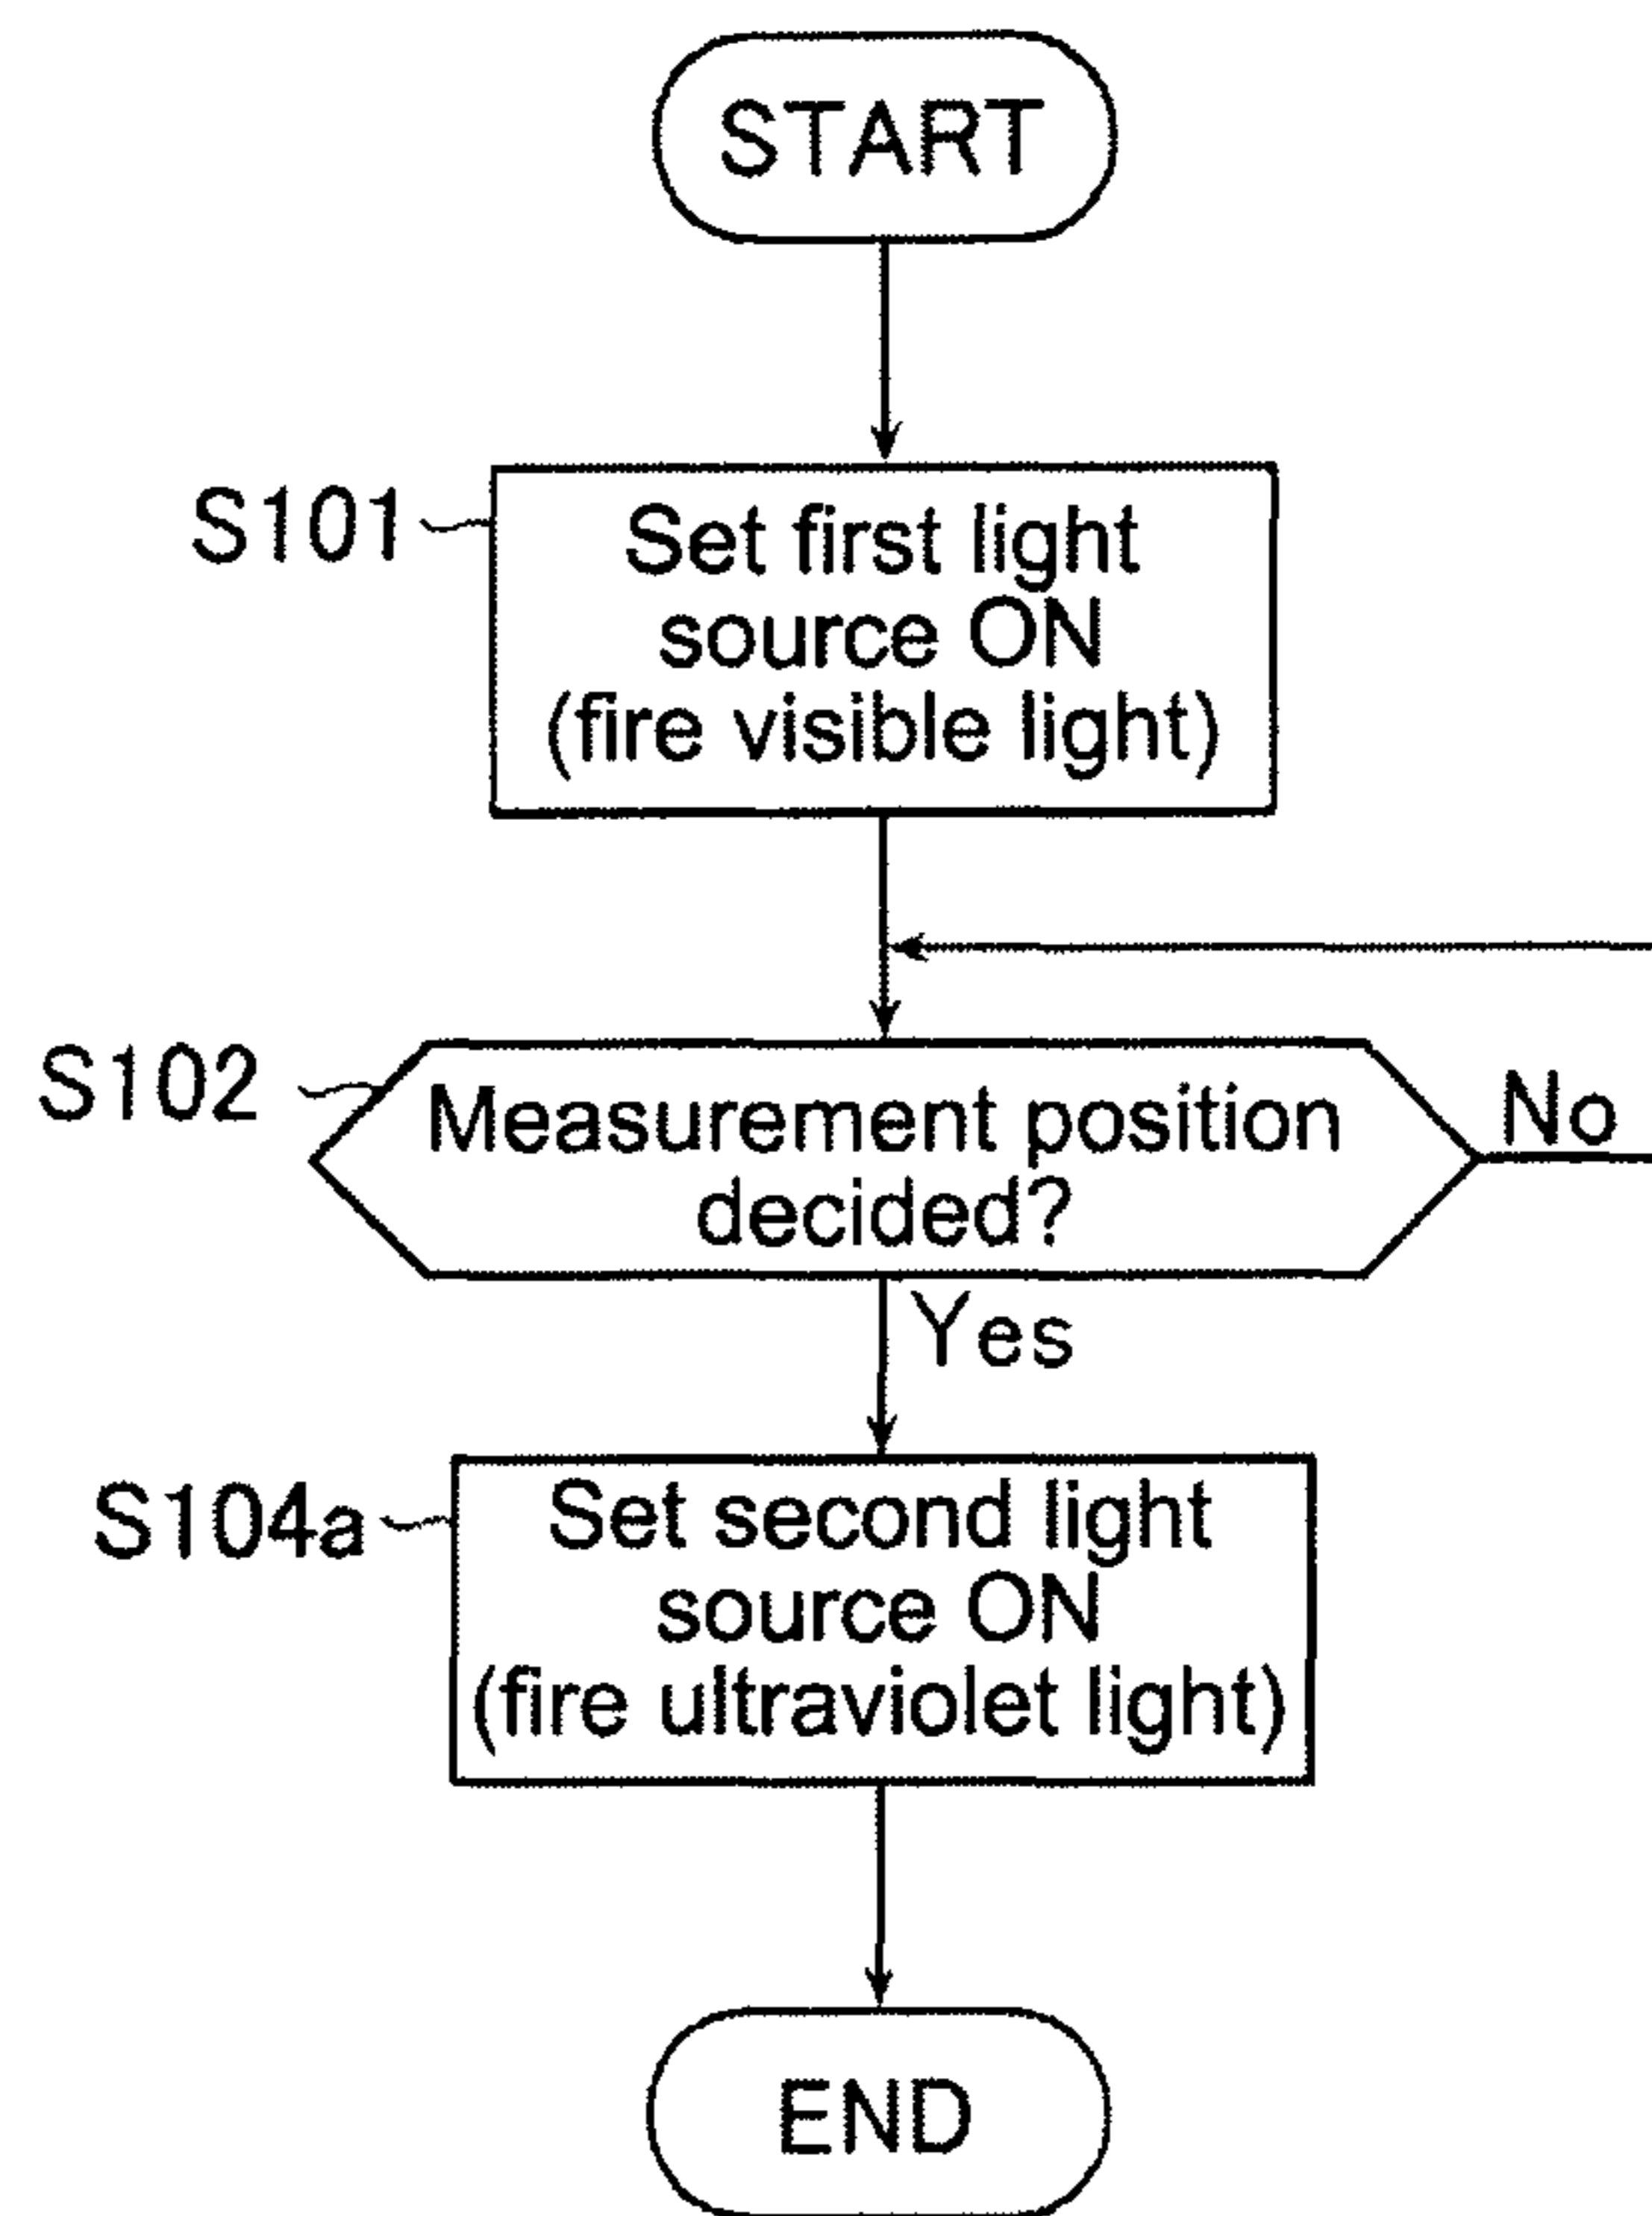 START
S101
Set first light
source ON
(fire visible light)
S102
Measurement position
decided?
No
Yes
S104a
Set second light
source ON
(fire ultraviolet light)
END